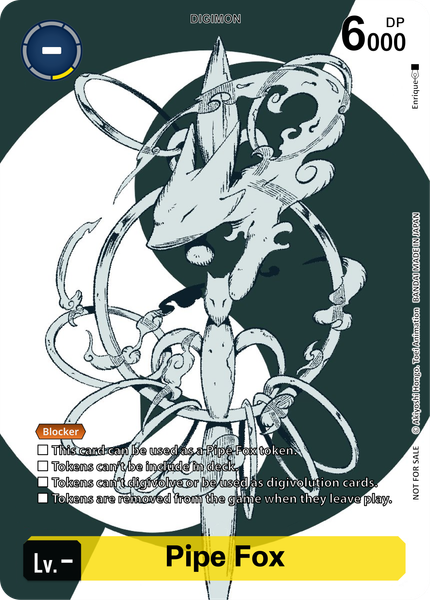 DIGIMON
–
DP
6000
Enrique
Blocker
□ This card can be used as a Pipe Fox token.
□ Tokens can't be include in deck.
□ Tokens can't digivolve or be used as digivolution cards.
□ Tokens are removed from the game when they leave play.
NOT FOR SALE © Akiyoshi Hongo, Toei Animation BANDAI MADE IN JAPAN
Lv.–
Pipe Fox